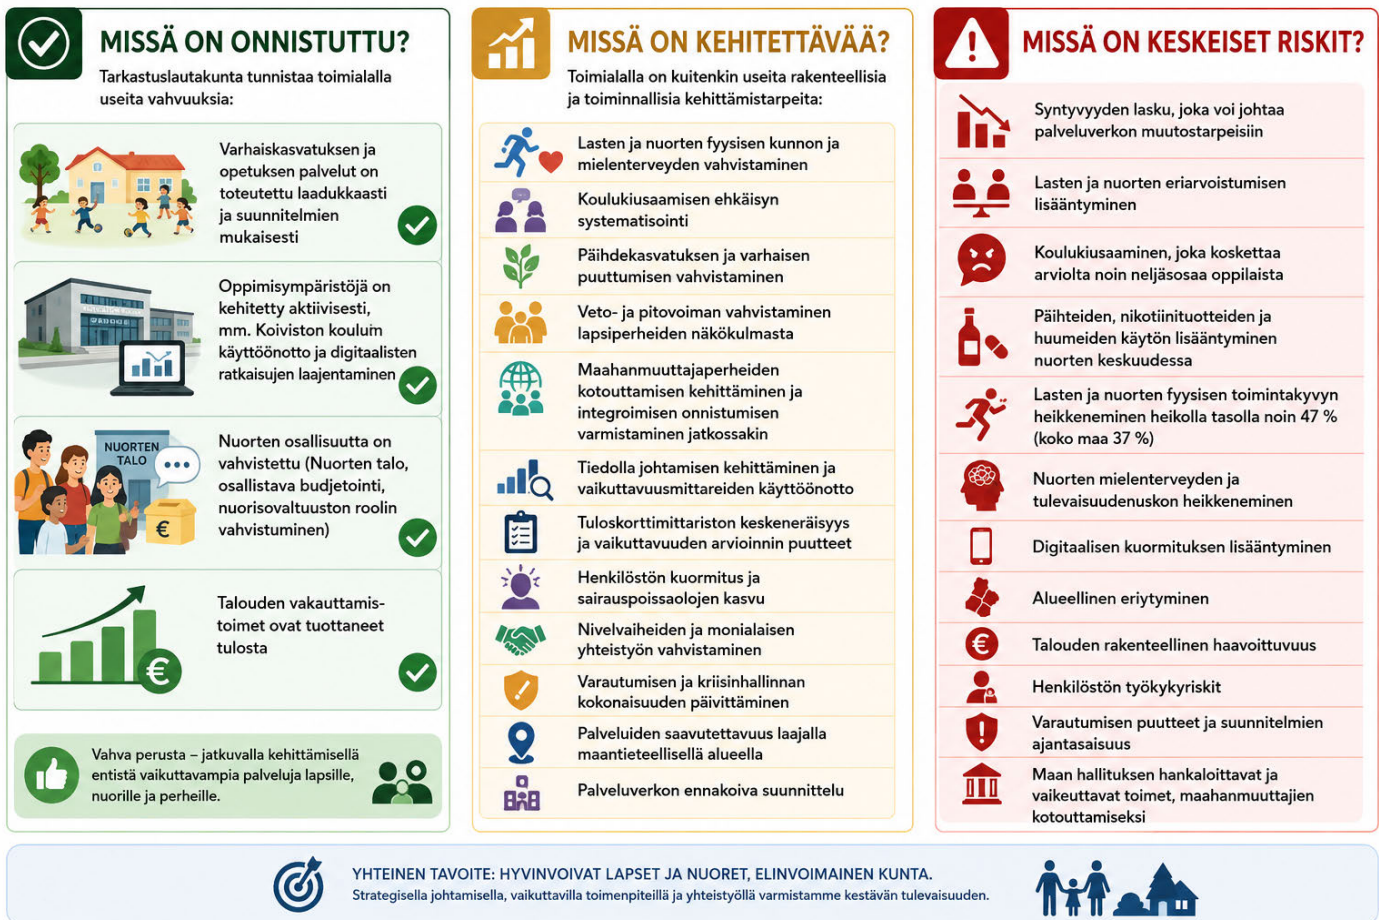 MISSÄ ON ONNISTUTTU?
Tarkastuslautakunta tunnistaa toimialalla
useita vahvuuksia:
Varhaiskasvatuksen ja
opetuksen palvelut on
toteutettu laadukkaasti
ja suunnitelmien
mukaisesti
Oppimisympäristöjä on
kehitetty aktiivisesti,
mm. Koiviston koulum
käyttöönotto ja digitaalisten
ratkaisujen laajentaminen
NUORTEN
TALO
€
Nuorten osallisuutta on
vahvistettu (Nuorten talo,
osallistava budjetointi,
nuorisovaltuuston roolin
vahvistuminen)
€
Talouden vakauttamis-
toimet ovat tuottaneet
tulosta
Vahva perusta – jatkuvalla kehittämisellä
entistä vaikuttavampia palveluja lapsille,
nuorille ja perheille.
MISSÄ ON KEHITETTÄVÄÄ?
Toimialalla on kuitenkin useita rakenteellisia
ja toiminnallisia kehittämistarpeita:
Lasten ja nuorten fyysisen kunnon ja
mielenterveyden vahvistaminen
Koulukiusaamisen ehkäisyn
systematisointi
Päihdekasvatuksen ja varhaisen
puuttumisen vahvistaminen
Veto- ja pitovoiman vahvistaminen
lapsiperheiden näkökulmasta
Maahanmuuttajaperheiden
kotouttamisen kehittäminen ja
integroimisen onnistumisen
varmistaminen jatkossakin
Tiedolla johtamisen kehittäminen ja
vaikuttavuusmittareiden käyttöönotto
Tuloskorttimittariston keskeneräisyys
ja vaikuttavuuden arvioinnin puutteet
Henkilöstön kuormitus ja
sairauspoissaolojen kasvu
Nivelvaiheiden ja monialaisen
yhteistyön vahvistaminen
Varautumisen ja kriisinhallinnan
kokonaisuuden päivittäminen
Palveluiden saavutettavuus laajalla
maantieteellisellä alueella
Palveluverkon ennakoiva suunnittelu
MISSÄ ON KESKEISET RISKIT?
Syntyvyyden lasku, joka voi johtaa
palveluverkon muutostarpeisiin
Lasten ja nuorten eriarvoistumisen
lisääntyminen
Koulukiusaaminen, joka koskettaa
arviolta noin neljäsosaa oppilaista
Päihteiden, nikotiinituotteiden ja
huumeiden käytön lisääntyminen
nuorten keskuudessa
Lasten ja nuorten fyysisen toimintakyvyn
heikkeneminen heikolla tasolla noin 47 %
(koko maa 37 %)
Nuorten mielenterveyden ja
tulevaisuudenuskon heikkeneminen
Digitaalisen kuormituksen lisääntyminen
Alueellinen eriytyminen
€
Talouden rakenteellinen haavoittuvuus
Henkilöstön työkykyriskit
Varautumisen puutteet ja suunnitelmien
ajantasaisuus
Maan hallituksen hankaloittavat ja
vaikeuttavat toimet, maahanmuuttajien
kotouttamiseksi
YHTEINEN TAVOITE: HYVINVOIVAT LAPSET JA NUORET, ELINVOIMAINEN KUNTA.
Strategisella johtamisella, vaikuttavilla toimenpiteillä ja yhteistyöllä varmistamme kestävän tulevaisuuden.